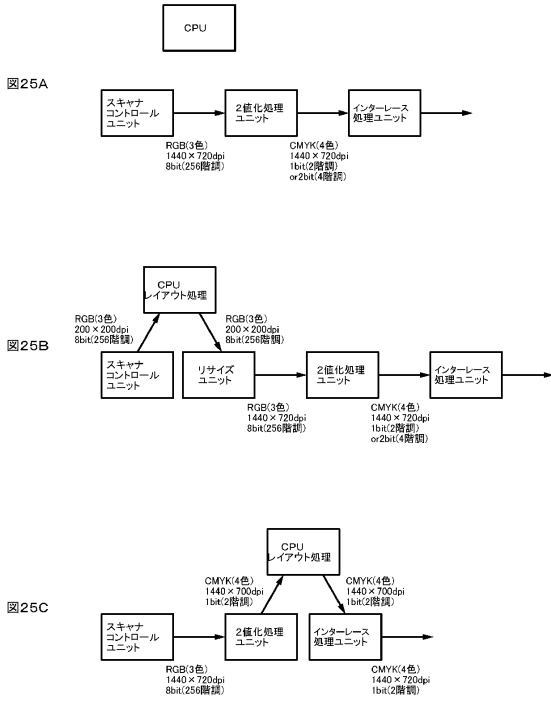 CPU
図25A
スキャナ
コントロール
ユニット
2値化処理
ユニット
インターレース
処理ユニット
RGB(3色)
1440×720dpi
8bit(256階調)
CMYK(4色)
1440×720dpi
1bit(2階調)
or2bit(4階調)
CPU
レイアウト処理
RGB(3色)
200×200dpi
8bit(256階調)
RGB(3色)
200×200dpi
8bit(256階調)
図25B
スキャナ
コントロール
ユニット
リサイズ
ユニット
2値化処理
ユニット
インターレース
処理ユニット
RGB(3色)
1440×720dpi
8bit(256階調)
CMYK(4色)
1440×720dpi
1bit(2階調)
or2bit(4階調)
CPU
レイアウト処理
CMYK(4色)
1440×700dpi
1bit(2階調)
CMYK(4色)
1440×700dpi
1bit(2階調)
図25C
スキャナ
コントロール
ユニット
2値化処理
ユニット
インターレース
処理ユニット
RGB(3色)
1440×720dpi
8bit(256階調)
CMYK(4色)
1440×720dpi
1bit(2階調)